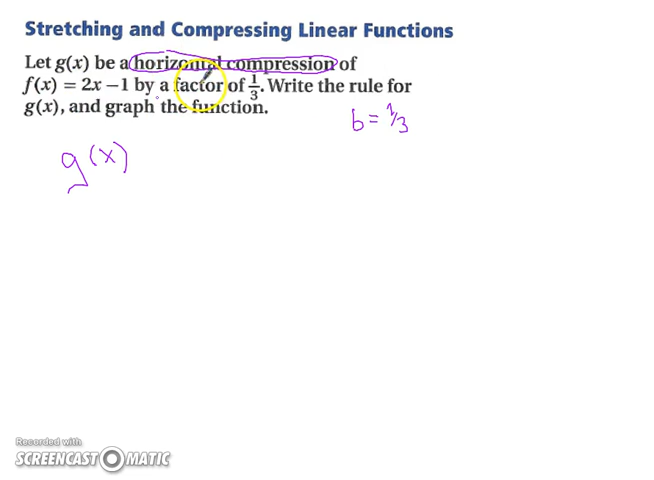 Stretching and Compressing Linear Functions
Let g(x) be a horizontal compression of
f(x) = 2x −1 by a factor of 1/3. Write the rule for
g(x), and graph the function.
b = 1/3
g(x)
Recorded with
SCREENCAST-O-MATIC